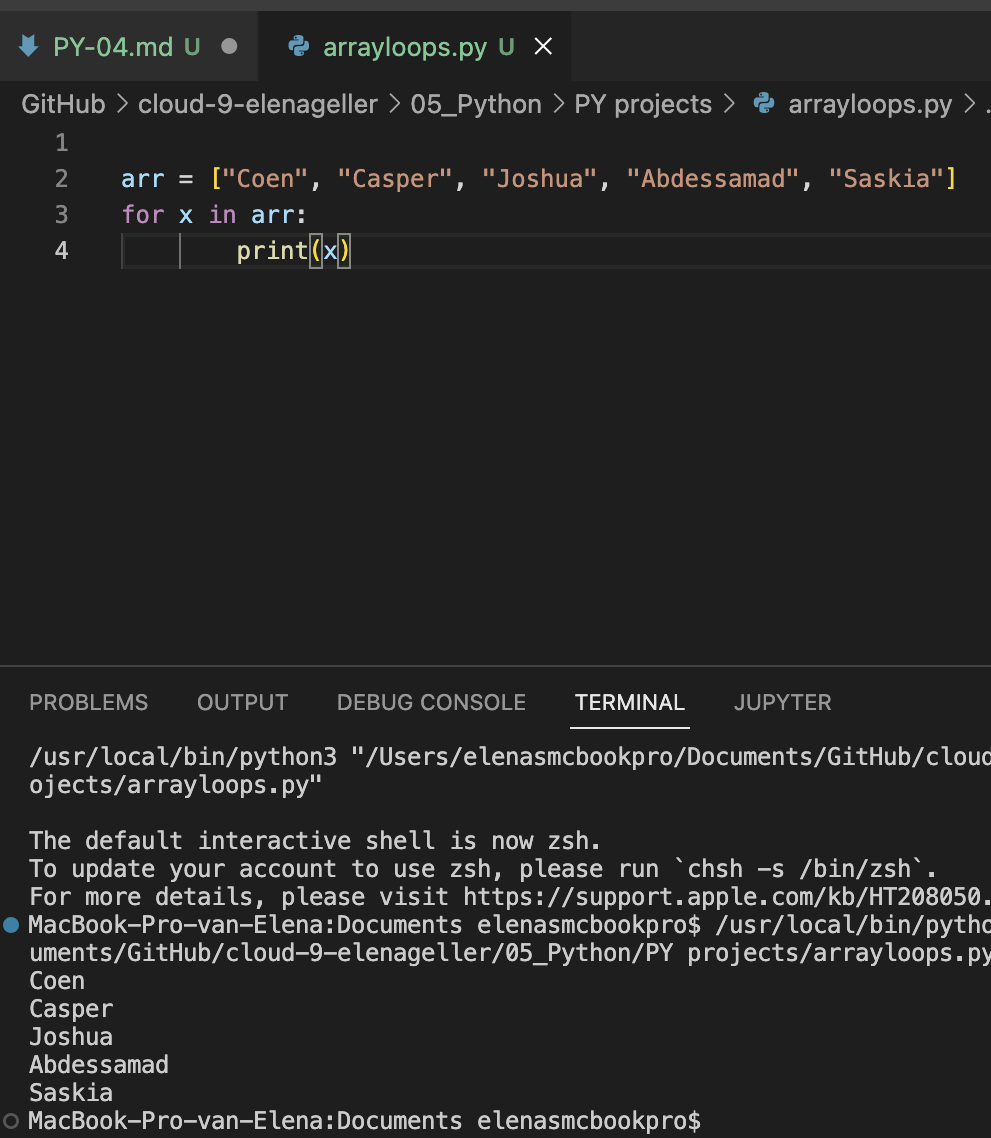 PY-04.md U arrayloops.py U
GitHub > cloud-9-elenageller > 05_Python > PY projects > arrayloops.py > .
1
2 arr = ["Coen", "Casper", "Joshua", "Abdessamad", "Saskia"]
3 for x in arr:
4 print(x)
PROBLEMS OUTPUT DEBUG CONSOLE TERMINAL JUPYTER
/usr/local/bin/python3 "/Users/elenasmcbookpro/Documents/GitHub/cloud
ojects/arrayloops.py"
The default interactive shell is now zsh.
To update your account to use zsh, please run `chsh -s /bin/zsh`.
For more details, please visit https://support.apple.com/kb/HT208050.
MacBook-Pro-van-Elena:Documents elenasmcbookpro$ /usr/local/bin/pytho
uments/GitHub/cloud-9-elenageller/05_Python/PY projects/arrayloops.py
Coen
Casper
Joshua
Abdessamad
Saskia
MacBook-Pro-van-Elena:Documents elenasmcbookpro$